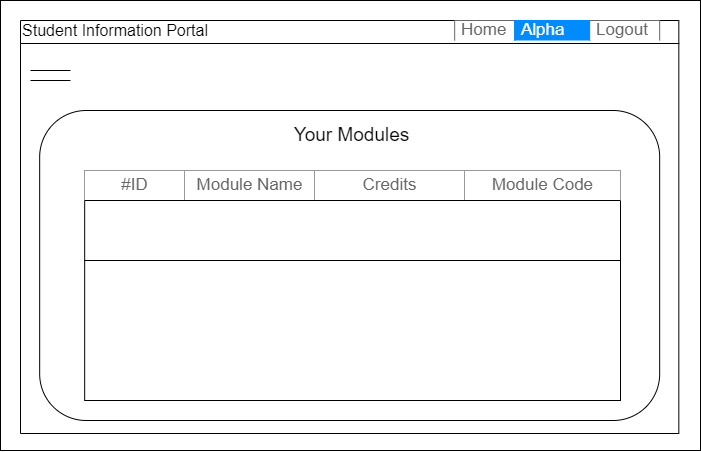 Student Information Portal
Home Alpha Logout
Your Modules
#ID Module Name Credits Module Code